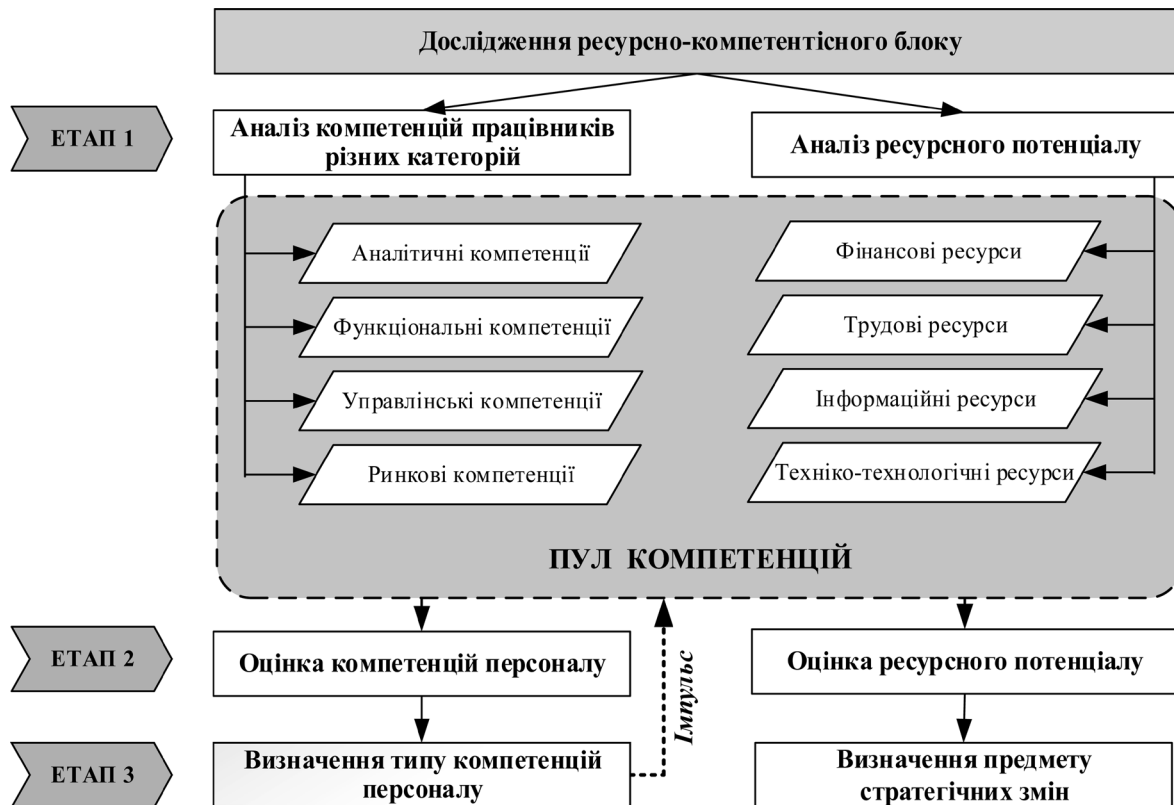 Дослідження ресурсно-компетентісного блоку
ЕТАП 1
Аналіз компетенцій працівників
різних категорій
Аналіз ресурсного потенціалу
Аналітичні компетенції
Фінансові ресурси
Функціональні компетенції
Трудові ресурси
Управлінські компетенції
Інформаційні ресурси
Ринкові компетенції
Техніко-технологічні ресурси
ПУЛ КОМПЕТЕНЦІЙ
ЕТАП 2
Оцінка компетенцій персоналу
Імпульс
Оцінка ресурсного потенціалу
ЕТАП 3
Визначення типу компетенцій
персоналу
Визначення предмету
стратегічних змін